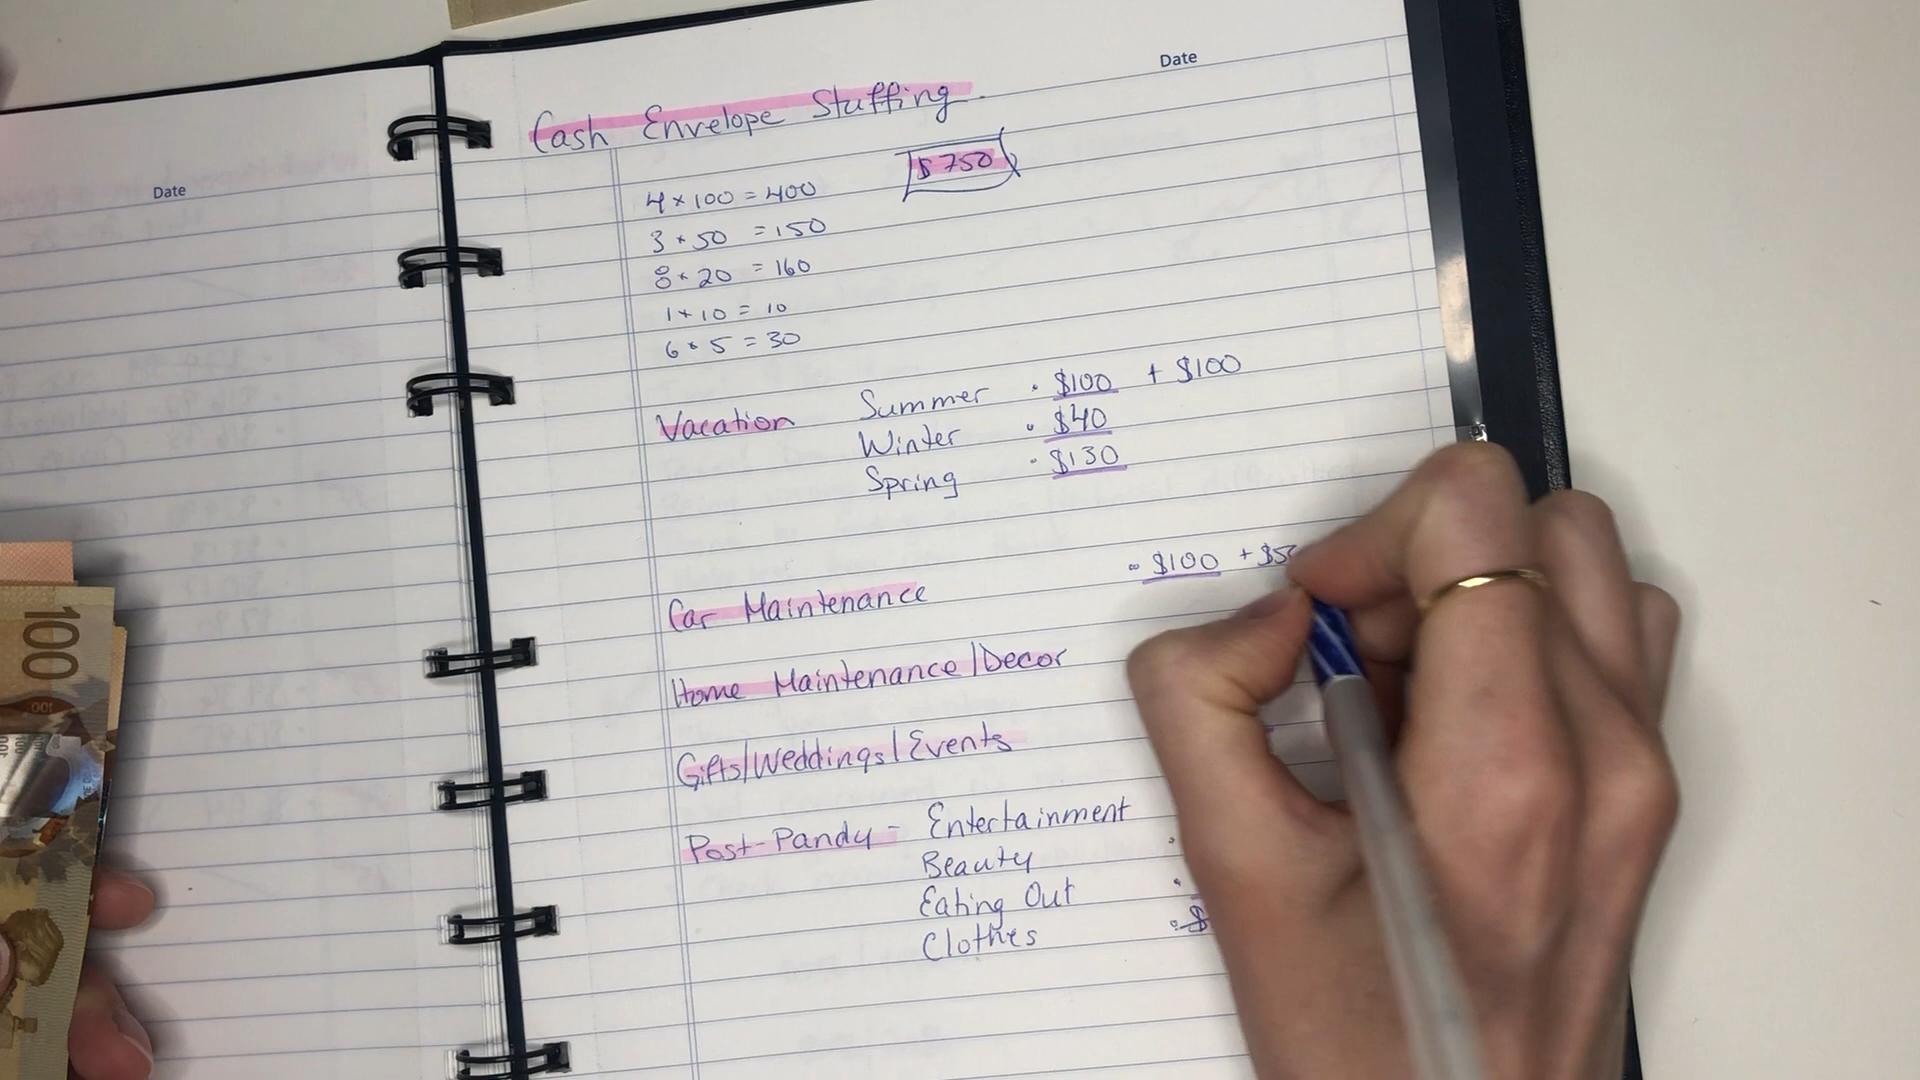 Date
Date
Cash Envelope Stuffing
$750
4 x 100 = 400
3 x 50 = 150
8 x 20 = 160
1 x 10 = 10
6 x 5 = 30
Vacation Summer · $100 + $100
Winter · $40
Spring · $130
Car Maintenance · $100 + $50
Home Maintenance/Decor
Gifts/Weddings/Events
Post-Pandy - Entertainment
Beauty
Eating Out
Clothes · $
100
100